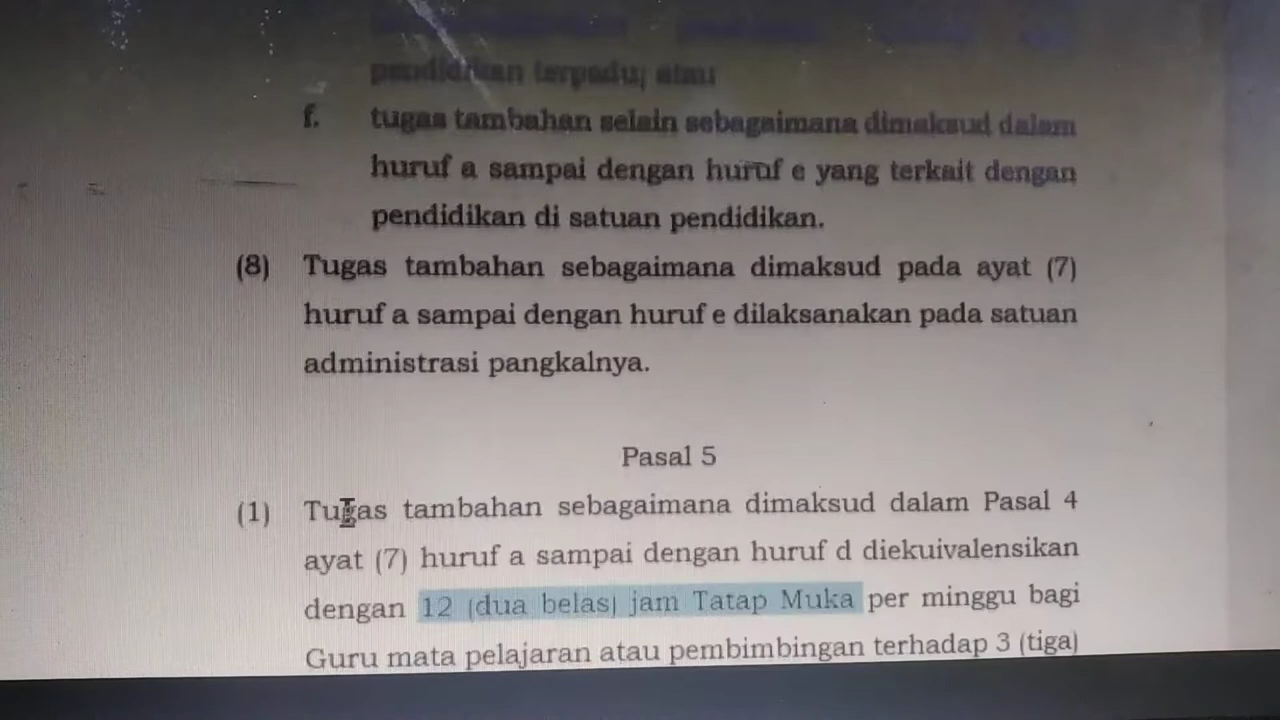 pendidikan terpadu; atau
f. tugas tambahan selain sebagaimana dimaksud dalam
huruf a sampai dengan huruf e yang terkait dengan
pendidikan di satuan pendidikan.
(8) Tugas tambahan sebagaimana dimaksud pada ayat (7)
huruf a sampai dengan huruf e dilaksanakan pada satuan
administrasi pangkalnya.
Pasal 5
(1) Tugas tambahan sebagaimana dimaksud dalam Pasal 4
ayat (7) huruf a sampai dengan huruf d diekuivalensikan
dengan 12 (dua belas) jam Tatap Muka per minggu bagi
Guru mata pelajaran atau pembimbingan terhadap 3 (tiga)